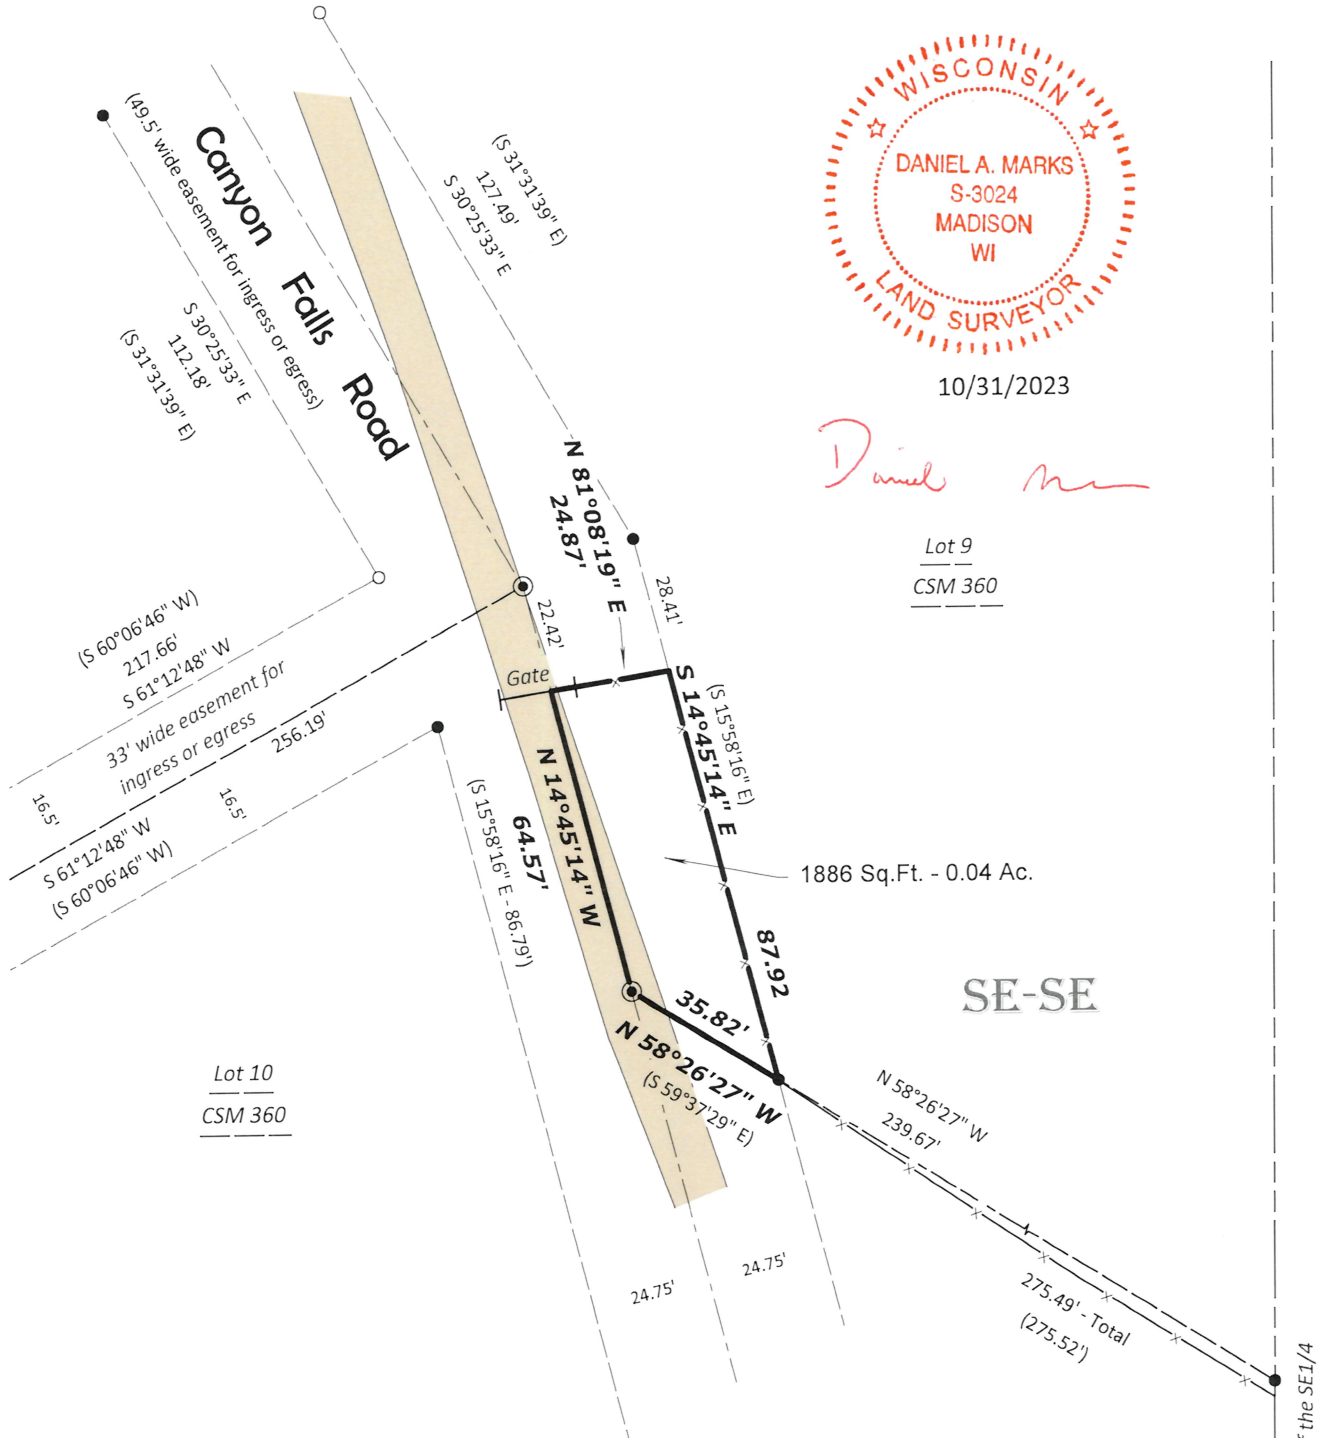 WISCONSIN
DANIEL A. MARKS
S-3024
MADISON
WI
LAND SURVEYOR
10/31/2023
Daniel
(49.5' wide easement for ingress or egress)
Canyon Falls Road
(S 31°31'39" E)
127.49'
S 30°25'33" E
S 30°25'33" E
112.18'
(S 31°31'39" E)
N 81°08'19" E
24.87'
28.41'
22.42'
Lot 9
CSM 360
(S 60°06'46" W)
217.66'
S 61°12'48" W
33' wide easement for
ingress or egress
256.19'
16.5'
16.5'
S 61°12'48" W
(60°06'46" W)
Gate
(S 15°58'16" E)
S 14°45'14" E
87.92
N 14°45'14" W
64.57'
(S 15°58'16" E - 86.79')
1886 Sq.Ft. - 0.04 Ac.
35.82'
N 58°26'27" W
(S 59°37'29" E)
SE-SE
Lot 10
CSM 360
N 58°26'27" W
239.67'
275.49' - Total
(275.52')
24.75'
24.75'
the SE1/4